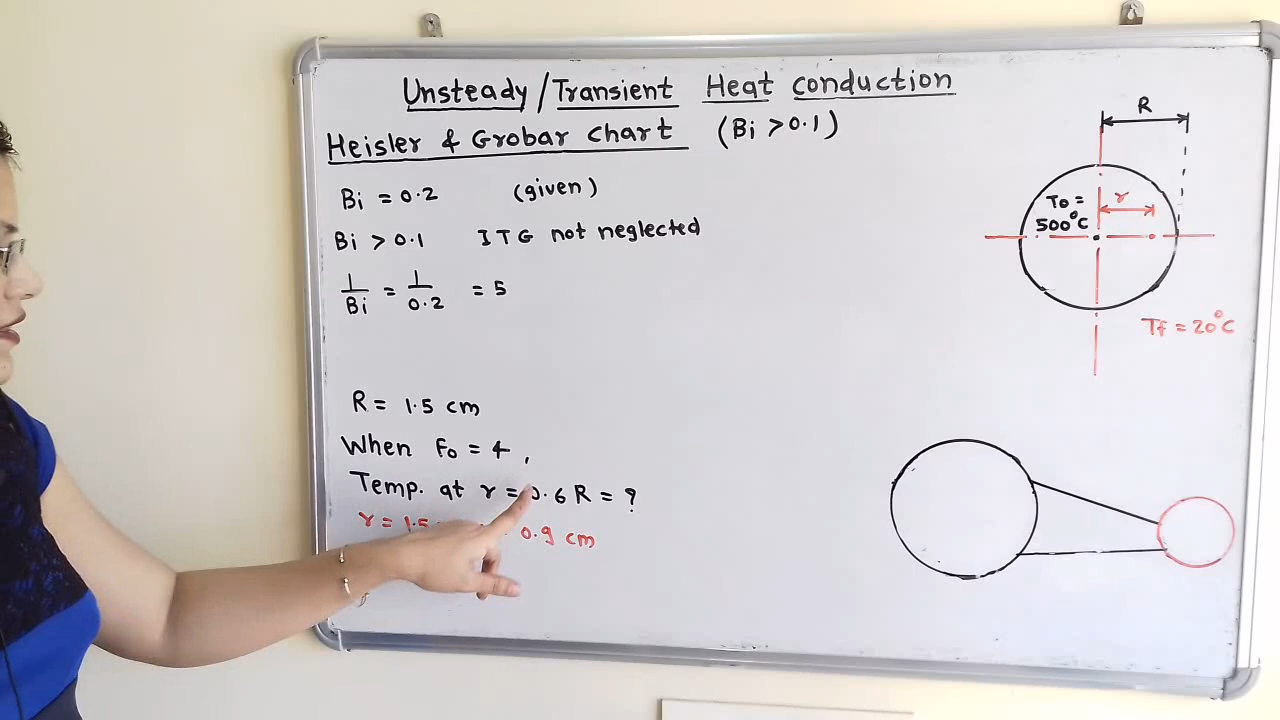 Unsteady/Transient Heat conduction
Heisler & Grobar chart (Bi > 0.1)
Bi = 0.2 (given)
Bi > 0.1 ITG not neglected
1/Bi = 1/0.2 = 5
R = 1.5 cm
When Fo = 4,
Temp. at r = 0.6 R = ?
r = 1.5 0.9 cm
R
To =
500°C
r
Tf = 20°C